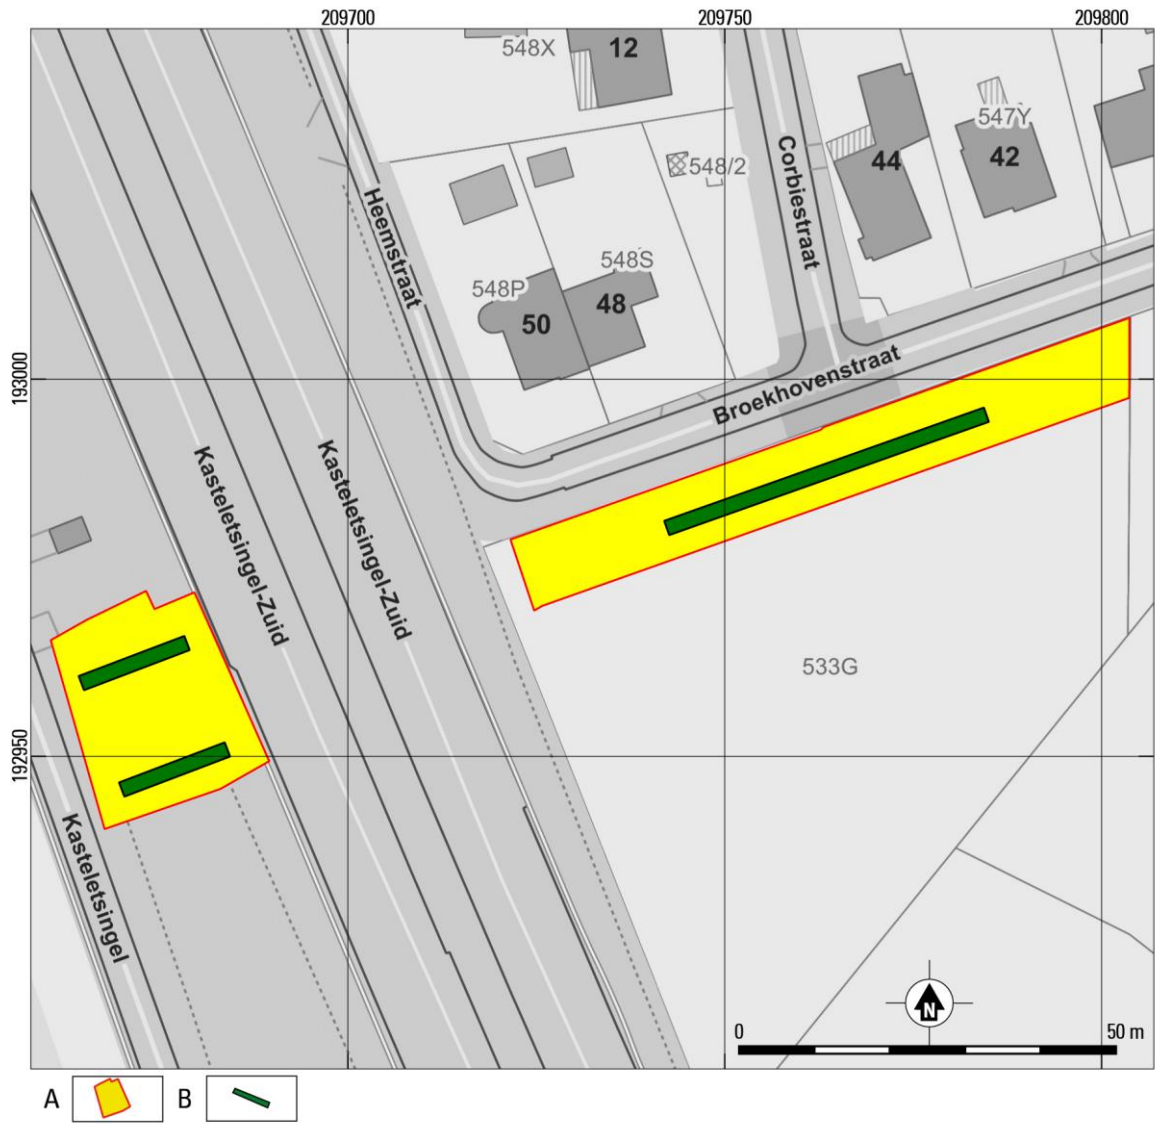 209700
209750
209800
548X
12
547Y
44
42
548/2
Corbiestraat
Heemstraat
548S
548P
48
50
193000
Broekhovenstraat
Kasteletsingel-Zuid
Kasteletsingel-Zuid
533G
192950
Kasteletsingel
N
0
50 m
A
B